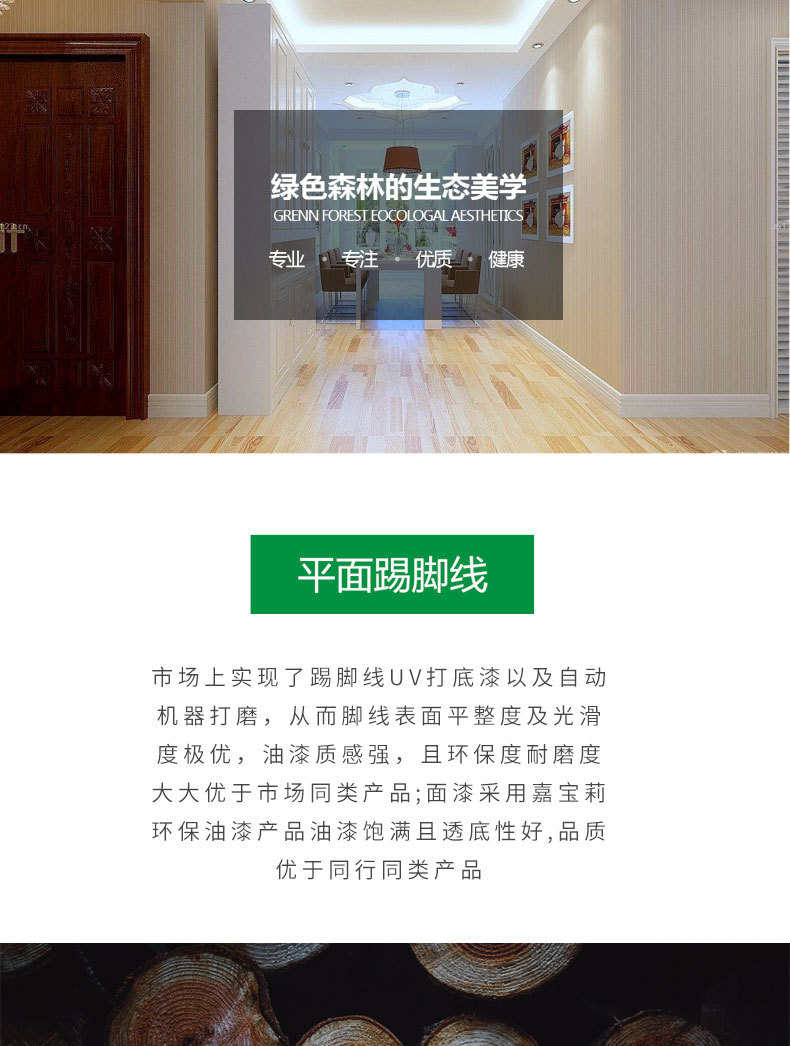 绿色森林的生态美学
GRENN FOREST EOCOLOGAL AESTHETICS
专业 • 专注 • 优质 • 健康
平面踢脚线
市场上实现了踢脚线UV打底漆以及自动
机器打磨，从而脚线表面平整度及光滑
度极优，油漆质感强，且环保度耐磨度
大大优于市场同类产品;面漆采用嘉宝莉
环保油漆产品油漆饱满且透底性好,品质
优于同行同类产品